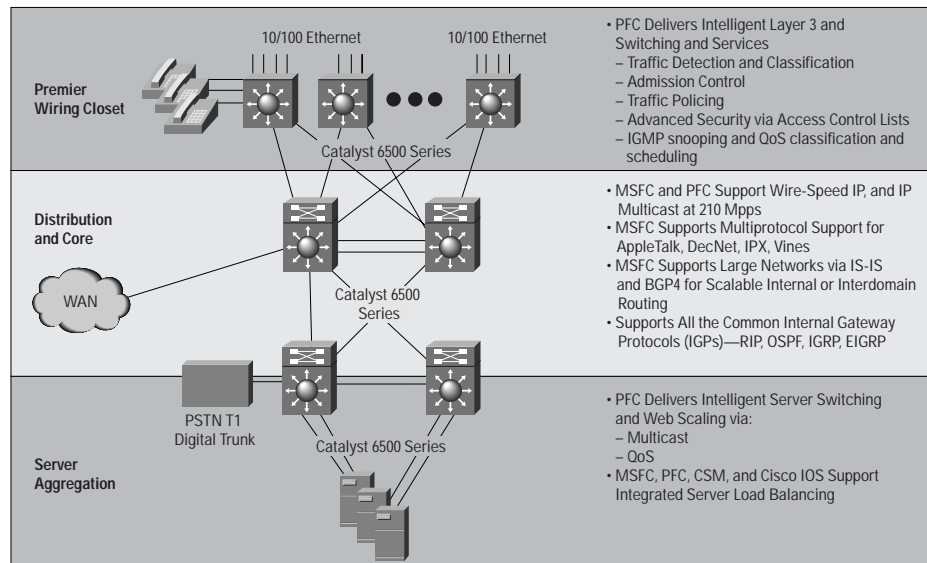 10/100 Ethernet
10/100 Ethernet
Premier
Wiring Closet
Catalyst 6500 Series
• PFC Delivers Intelligent Layer 3 and
Switching and Services
– Traffic Detection and Classification
– Admission Control
– Traffic Policing
– Advanced Security via Access Control Lists
– IGMP snooping and QoS classification and
scheduling
Distribution
and Core
WAN
Catalyst 6500
Series
• MSFC and PFC Support Wire-Speed IP, and IP
Multicast at 210 Mpps
• MSFC Supports Multiprotocol Support for
AppleTalk, DecNet, IPX, Vines
• MSFC Supports Large Networks via IS-IS
and BGP4 for Scalable Internal or Interdomain
Routing
• Supports All the Common Internal Gateway
Protocols (IGPs)—RIP, OSPF, IGRP, EIGRP
PSTN T1
Digital Trunk
Catalyst 6500 Series
Server
Aggregation
• PFC Delivers Intelligent Server Switching
and Web Scaling via:
– Multicast
– QoS
• MSFC, PFC, CSM, and Cisco IOS Support
Integrated Server Load Balancing